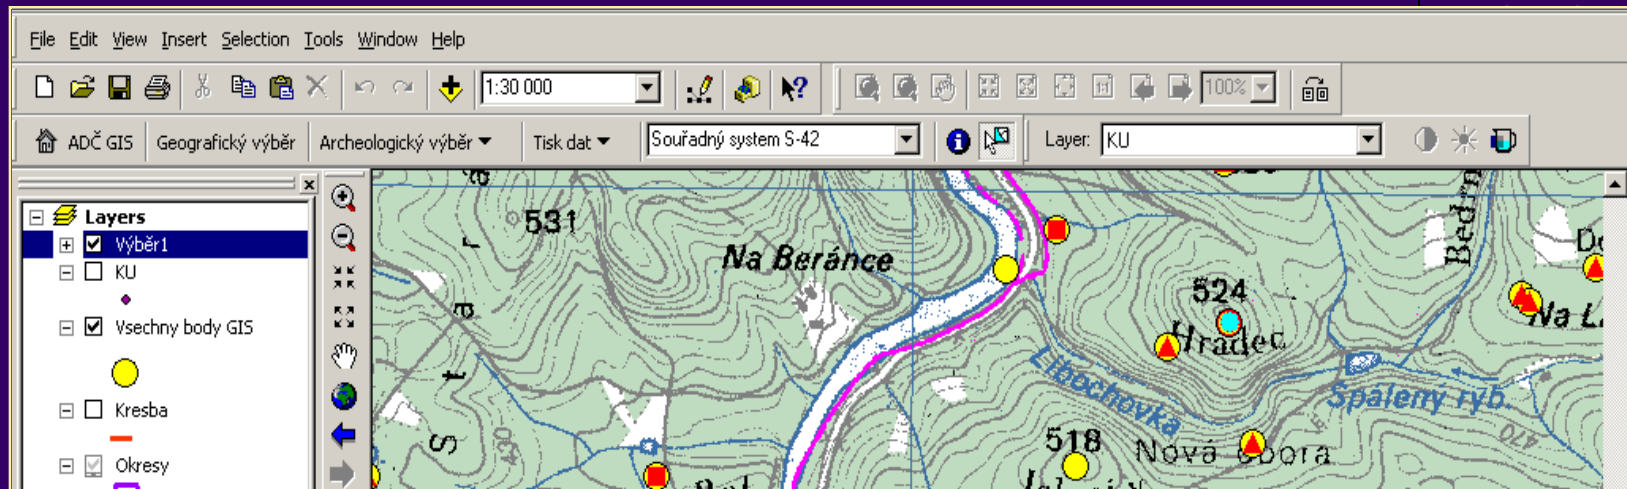 File Edit View Insert Selection Tools Window Help
1:30 000
100%
ADČ GIS Geografický výběr Archeologický výběr Tisk dat Souřadný system S-42 Layer: KU
Layers
Výběr1
KU
Vsechny body GIS
Kresba
Okresy
531
Na Beránce
524
Hradec
Na
Libochovka
Spálený ryb.
518
Nová obora
470